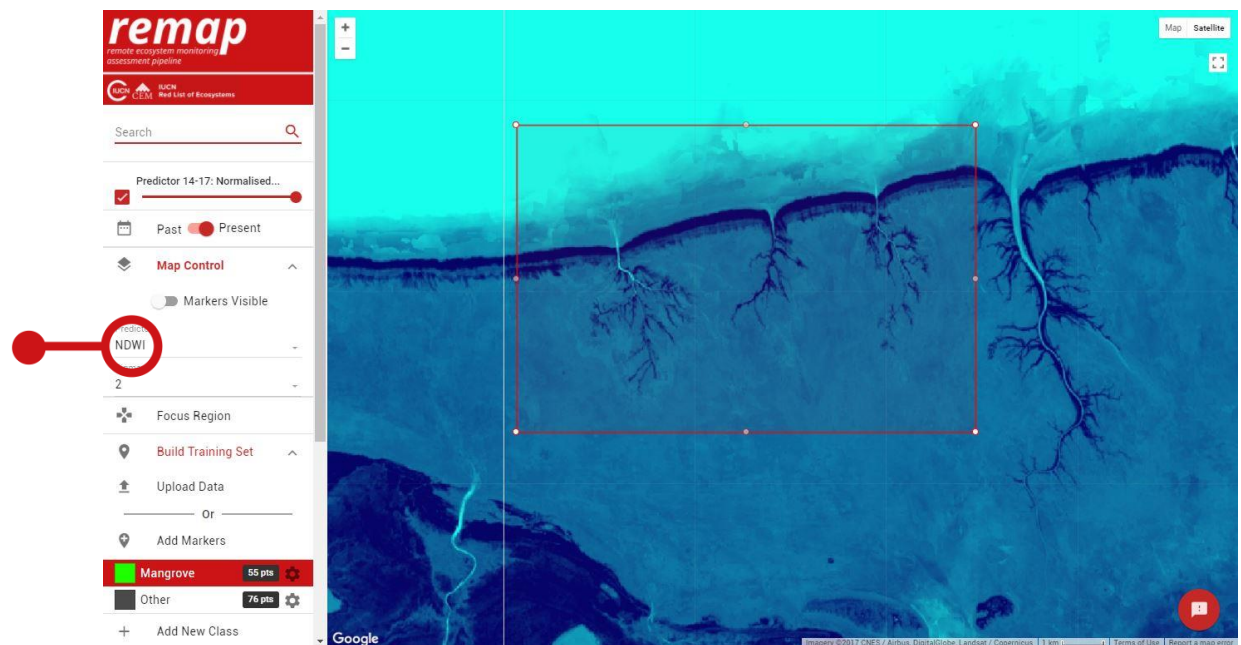 remap
remote ecosystem monitoring
assessment pipeline
IUCN
CEM
IUCN
Red List of Ecosystems
Search
Predictor 14-17: Normalised...
Past
Present
Map Control
Markers Visible
NDWI
2
Focus Region
Build Training Set
Upload Data
Or
Add Markers
Mangrove 55 pts
Other 76 pts
Add New Class
+
−
Map Satellite
Google
Imagery ©2017 CNES / Airbus, DigitalGlobe, Landsat / Copernicus 1 km Terms of Use Report a map error